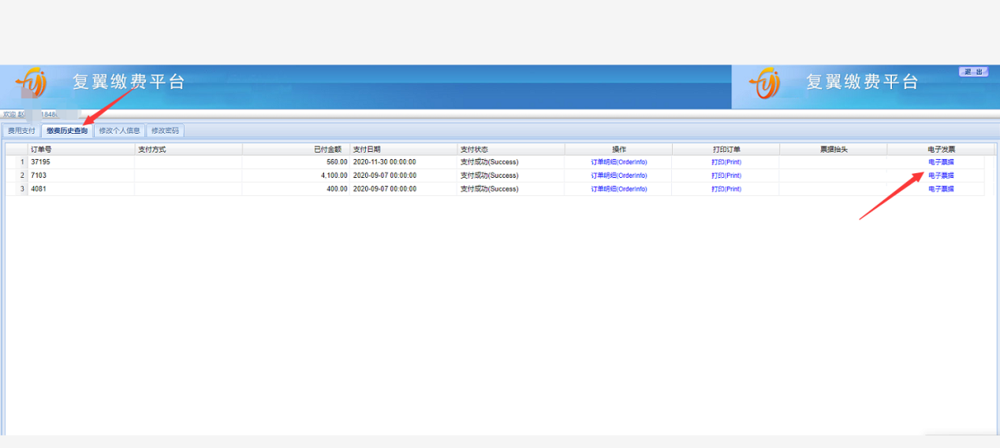 复翼缴费平台
复翼缴费平台
退 出
欢迎 赵 1848
费用支付 缴费历史查询 修改个人信息 修改密码
订单号 支付方式 已付金额 支付日期 支付状态 操作 打印订单 票据抬头 电子发票
1 37195 560.00 2020-11-30 00:00:00 支付成功(Success) 订单明细(OrderInfo) 打印(Print) 电子票据
2 7103 4,100.00 2020-09-07 00:00:00 支付成功(Success) 订单明细(OrderInfo) 打印(Print) 电子票据
3 4081 400.00 2020-09-07 00:00:00 支付成功(Success) 订单明细(OrderInfo) 打印(Print) 电子票据